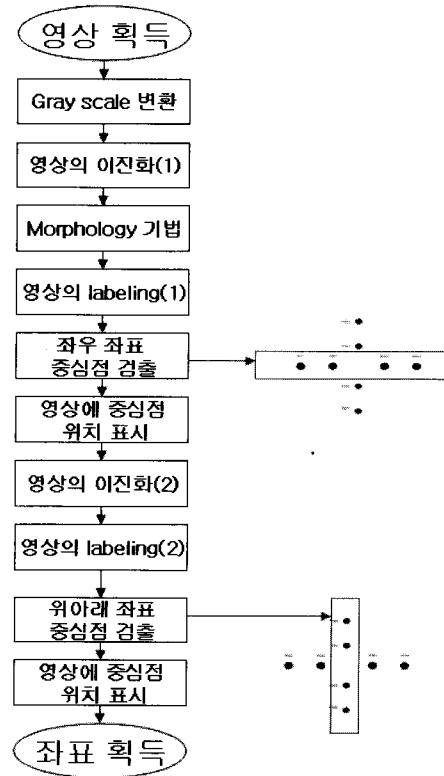 영상 획득
Gray scale 변환
영상의 이진화(1)
Morphology 기법
영상의 labeling(1)
좌우 좌표
중심점 검출
영상에 중심점
위치 표시
영상의 이진화(2)
영상의 labeling(2)
위아래 좌표
중심점 검출
영상에 중심점
위치 표시
좌표 획득